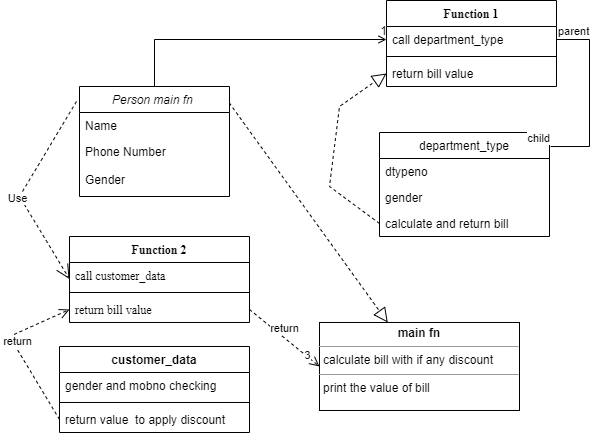 Function 1
1
call department_type
parent
return bill value
Person main fn
Name
Phone Number
Gender
child
department_type
dtypeno
gender
calculate and return bill
Use
Function 2
call customer_data
return bill value
return
return
3
main fn
calculate bill with if any discount
print the value of bill
customer_data
gender and mobno checking
return value to apply discount